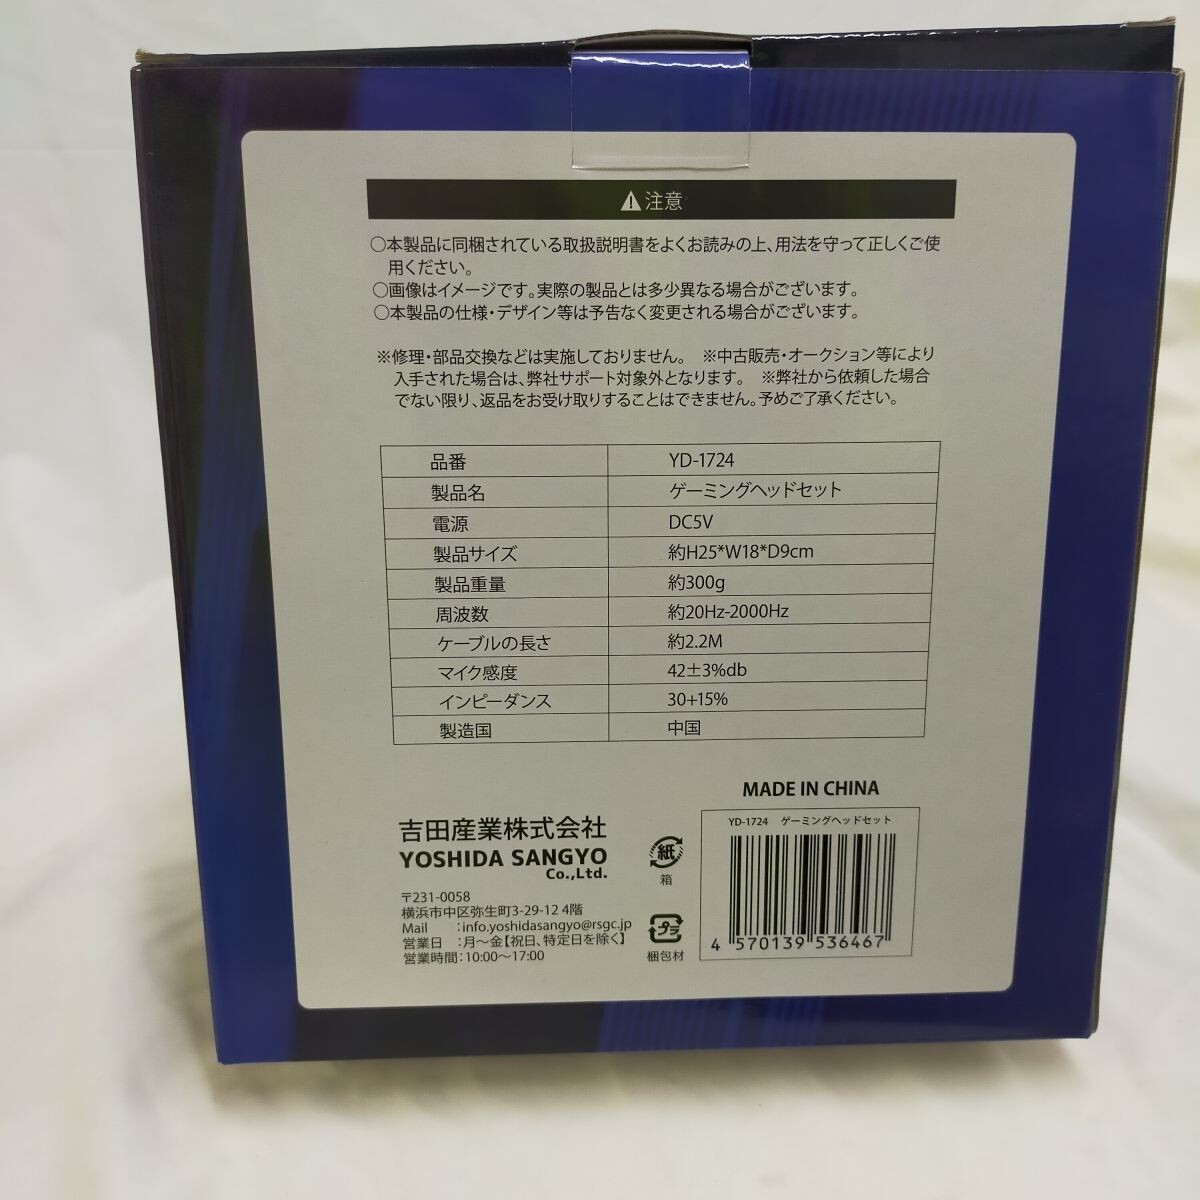 ⚠注意
○本製品に同梱されている取扱説明書をよくお読みの上、用法を守って正しくご使
用ください。
○画像はイメージです。実際の製品とは多少異なる場合がございます。
○本製品の仕様・デザイン等は予告なく変更される場合がございます。
※修理・部品交換などは実施しておりません。 ※中古販売・オークション等により
入手された場合は、弊社サポート対象外となります。 ※弊社から依頼した場合
でない限り、返品をお受け取りすることはできません。予めご了承ください。
品番 YD-1724
製品名 ゲーミングヘッドセット
電源 DC5V
製品サイズ 約H25*W18*D9cm
製品重量 約300g
周波数 約20Hz-2000Hz
ケーブルの長さ 約2.2M
マイク感度 42±3%db
インピーダンス 30+15%
製造国 中国
MADE IN CHINA
吉田産業株式会社
YOSHIDA SANGYO
Co.,Ltd.
〒231-0058
横浜市中区弥生町3-29-12 4階
Mail :info.yoshidasangyo@rsgc.jp
営業日 :月~金【祝日、特定日を除く】
営業時間:10:00~17:00
紙
箱
プラ
梱包材
YD-1724 ゲーミングヘッドセット
4 570139 536467